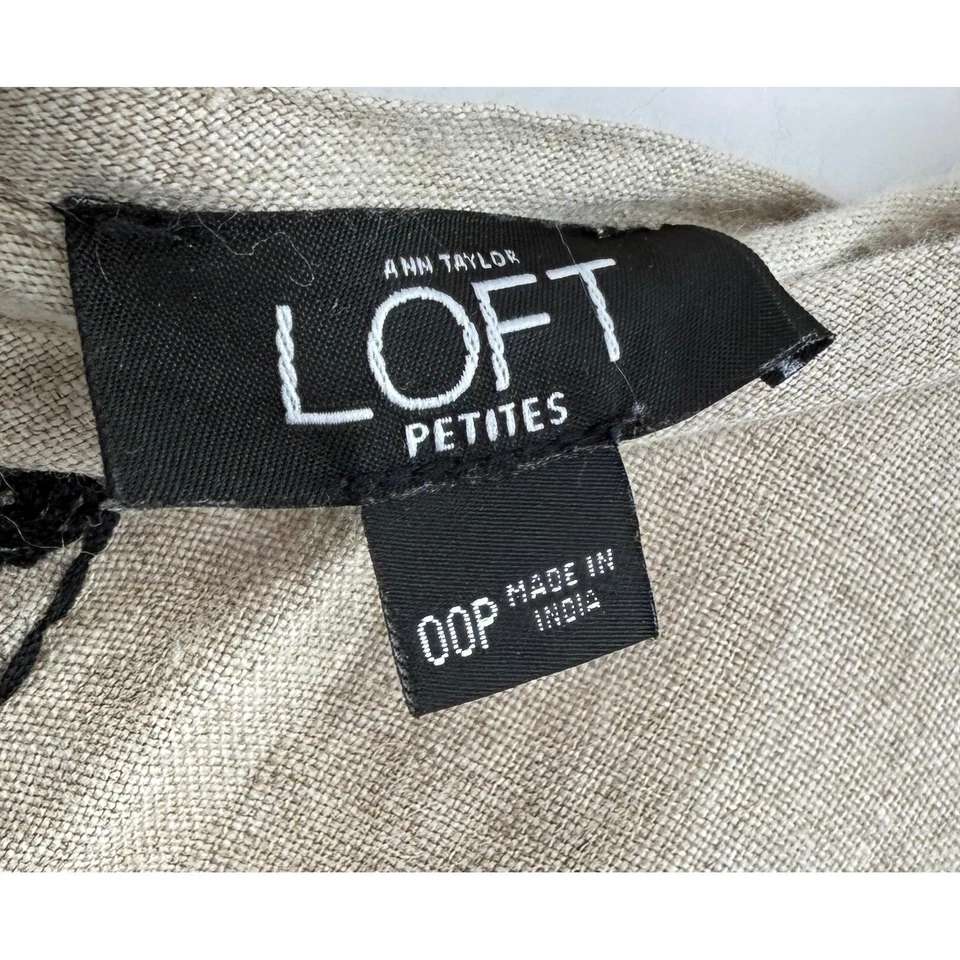 ANN TAYLOR
LOFT
PETITES
00P MADE IN
INDIA